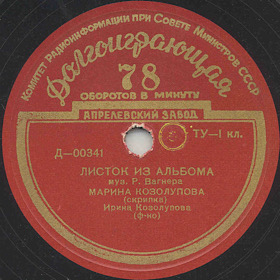 Комитет Радиоинформации при Совете Министров СССР
Долгоиграющая
78
ОБОРОТОВ В МИНУТУ
АПРЕЛЕВСКИЙ ЗАВОД
ТУ—I кл.
Д—00341
ЛИСТОК ИЗ АЛЬБОМА
муз. Р. Вагнера
МАРИНА КОЗОЛУПОВА
(скрипка)
Ирина Козолупова
(ф-но)